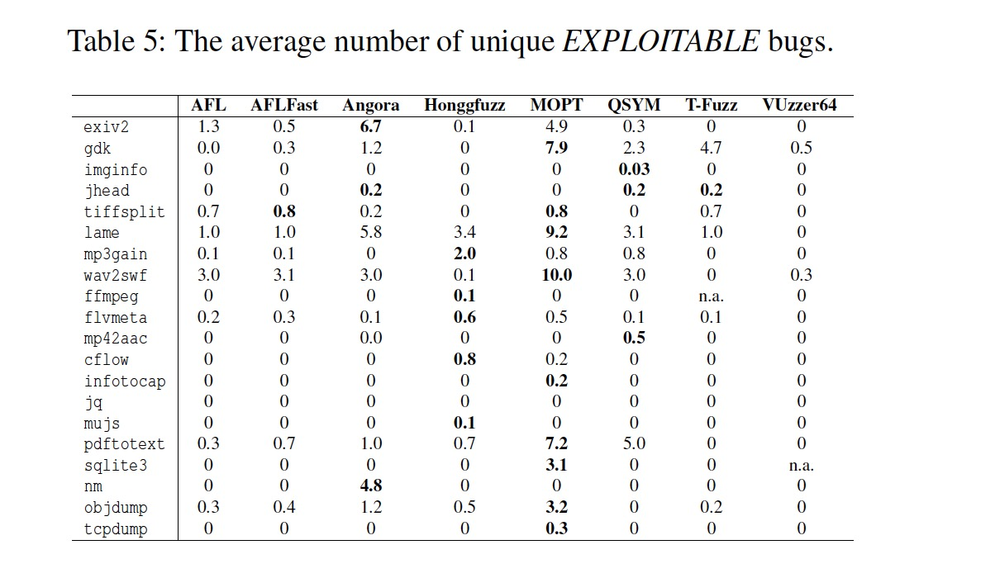 Table 5: The average number of unique EXPLOITABLE bugs.
AFL AFLFast Angora Honggfuzz MOPT QSYM T-Fuzz VUzzer64
exiv2 1.3 0.5 6.7 0.1 4.9 0.3 0 0
gdk 0.0 0.3 1.2 0 7.9 2.3 4.7 0.5
imginfo 0 0 0 0 0 0.03 0 0
jhead 0 0 0.2 0 0 0.2 0.2 0
tiffsplit 0.7 0.8 0.2 0 0.8 0 0.7 0
lame 1.0 1.0 5.8 3.4 9.2 3.1 1.0 0
mp3gain 0.1 0.1 0 2.0 0.8 0.8 0 0
wav2swf 3.0 3.1 3.0 0.1 10.0 3.0 0 0.3
ffmpeg 0 0 0 0.1 0 0 n.a. 0
flvmeta 0.2 0.3 0.1 0.6 0.5 0.1 0.1 0
mp42aac 0 0 0.0 0 0 0.5 0 0
cflow 0 0 0 0.8 0.2 0 0 0
infotocap 0 0 0 0 0.2 0 0 0
jq 0 0 0 0 0 0 0 0
mujs 0 0 0 0.1 0 0 0 0
pdftotext 0.3 0.7 1.0 0.7 7.2 5.0 0 0
sqlite3 0 0 0 0 3.1 0 0 n.a.
nm 0 0 4.8 0 0 0 0 0
objdump 0.3 0.4 1.2 0.5 3.2 0 0.2 0
tcpdump 0 0 0 0 0.3 0 0 0